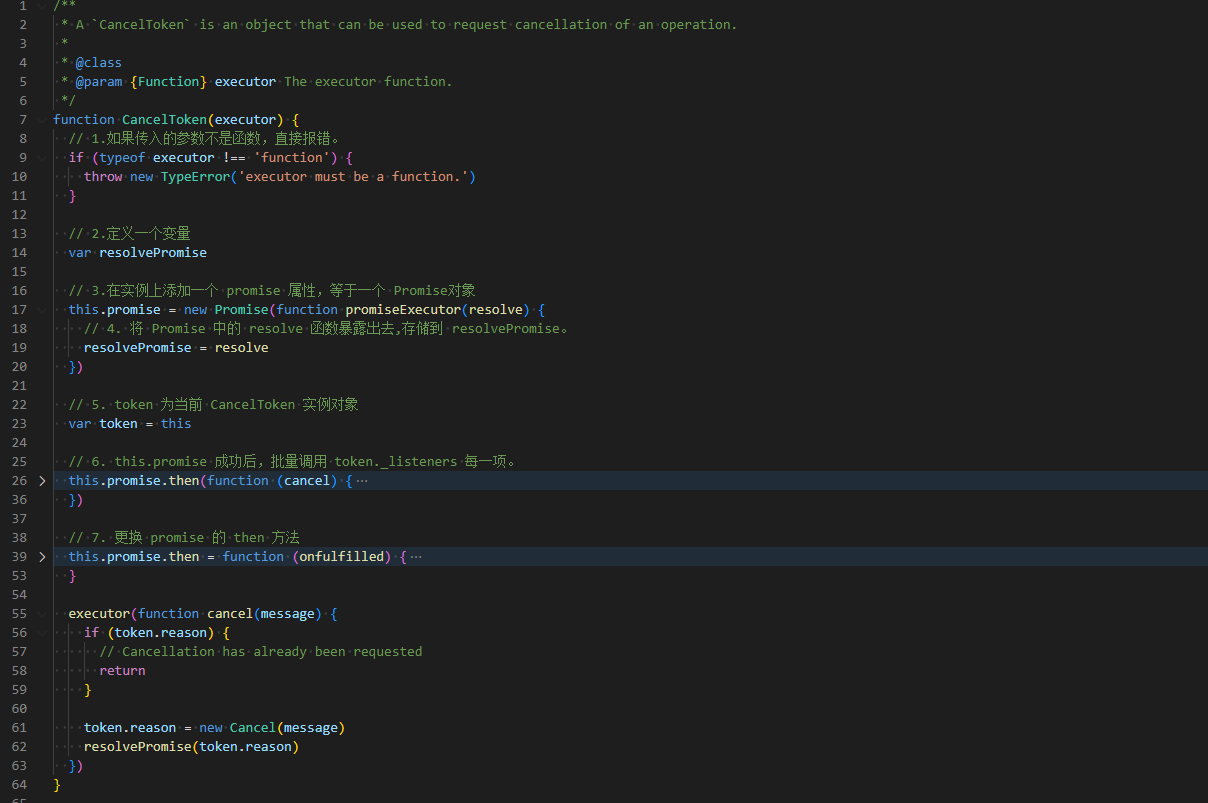 1 /**
2 * A `CancelToken` is an object that can be used to request cancellation of an operation.
3 *
4 * @class
5 * @param {Function} executor The executor function.
6 */
7 function CancelToken(executor) {
8 // 1.如果传入的参数不是函数，直接报错。
9 if (typeof executor !== 'function') {
10 throw new TypeError('executor must be a function.')
11 }
12
13 // 2.定义一个变量
14 var resolvePromise
15
16 // 3.在实例上添加一个 promise 属性，等于一个 Promise对象
17 this.promise = new Promise(function promiseExecutor(resolve) {
18 // 4. 将 Promise 中的 resolve 函数暴露出去,存储到 resolvePromise。
19 resolvePromise = resolve
20 })
21
22 // 5. token 为当前 CancelToken 实例对象
23 var token = this
24
25 // 6. this.promise 成功后，批量调用 token._listeners 每一项。
26 this.promise.then(function (cancel) { ⋯
36 })
37
38 // 7. 更换 promise 的 then 方法
39 this.promise.then = function (onfulfilled) { ⋯
53 }
54
55 executor(function cancel(message) {
56 if (token.reason) {
57 // Cancellation has already been requested
58 return
59 }
60
61 token.reason = new Cancel(message)
62 resolvePromise(token.reason)
63 })
64 }
65